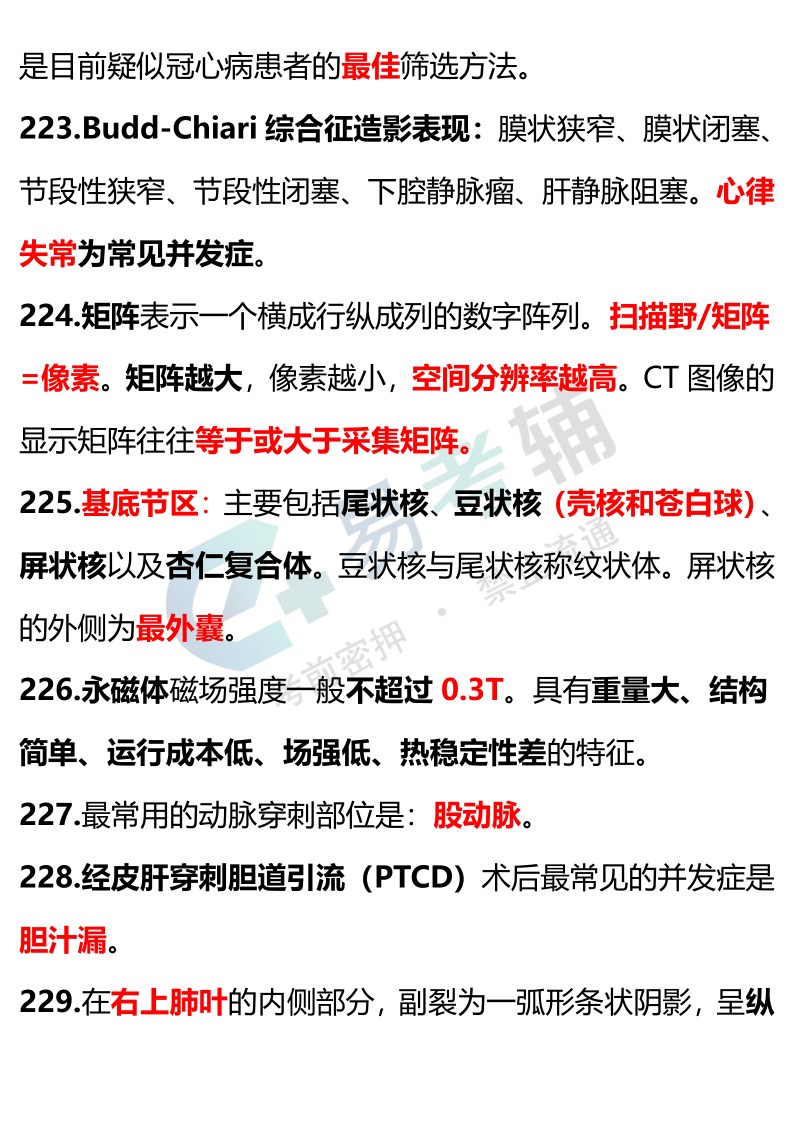 是目前疑似冠心病患者的最佳筛选方法。
223.Budd-Chiari 综合征造影表现：膜状狭窄、膜状闭塞、
节段性狭窄、节段性闭塞、下腔静脉瘤、肝静脉阻塞。心律
失常为常见并发症。
224.矩阵表示一个横成行纵成列的数字阵列。扫描野/矩阵
=像素。矩阵越大，像素越小，空间分辨率越高。CT 图像的
显示矩阵往往等于或大于采集矩阵。
225.基底节区：主要包括尾状核、豆状核（壳核和苍白球）、
屏状核以及杏仁复合体。豆状核与尾状核称纹状体。屏状核
的外侧为最外囊。
226.永磁体磁场强度一般不超过 0.3T。具有重量大、结构
简单、运行成本低、场强低、热稳定性差的特征。
227.最常用的动脉穿刺部位是：股动脉。
228.经皮肝穿刺胆道引流（PTCD）术后最常见的并发症是
胆汁漏。
229.在右上肺叶的内侧部分，副裂为一弧形条状阴影，呈纵
易考辅
考前密押 · 禁止流通